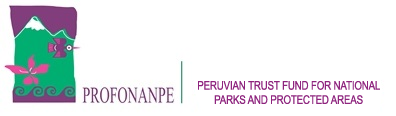 PROFONANPE
PERUVIAN TRUST FUND FOR NATIONAL
PARKS AND PROTECTED AREAS